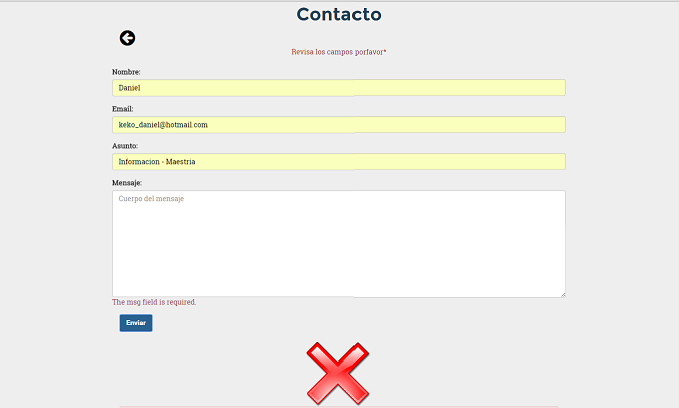 Contacto
Revisa los campos porfavor*
Nombre:
Daniel
Email:
keko_daniel@hotmail.com
Asunto:
Informacion - Maestria
Mensaje:
Cuerpo del mensaje
The msg field is required.
Enviar